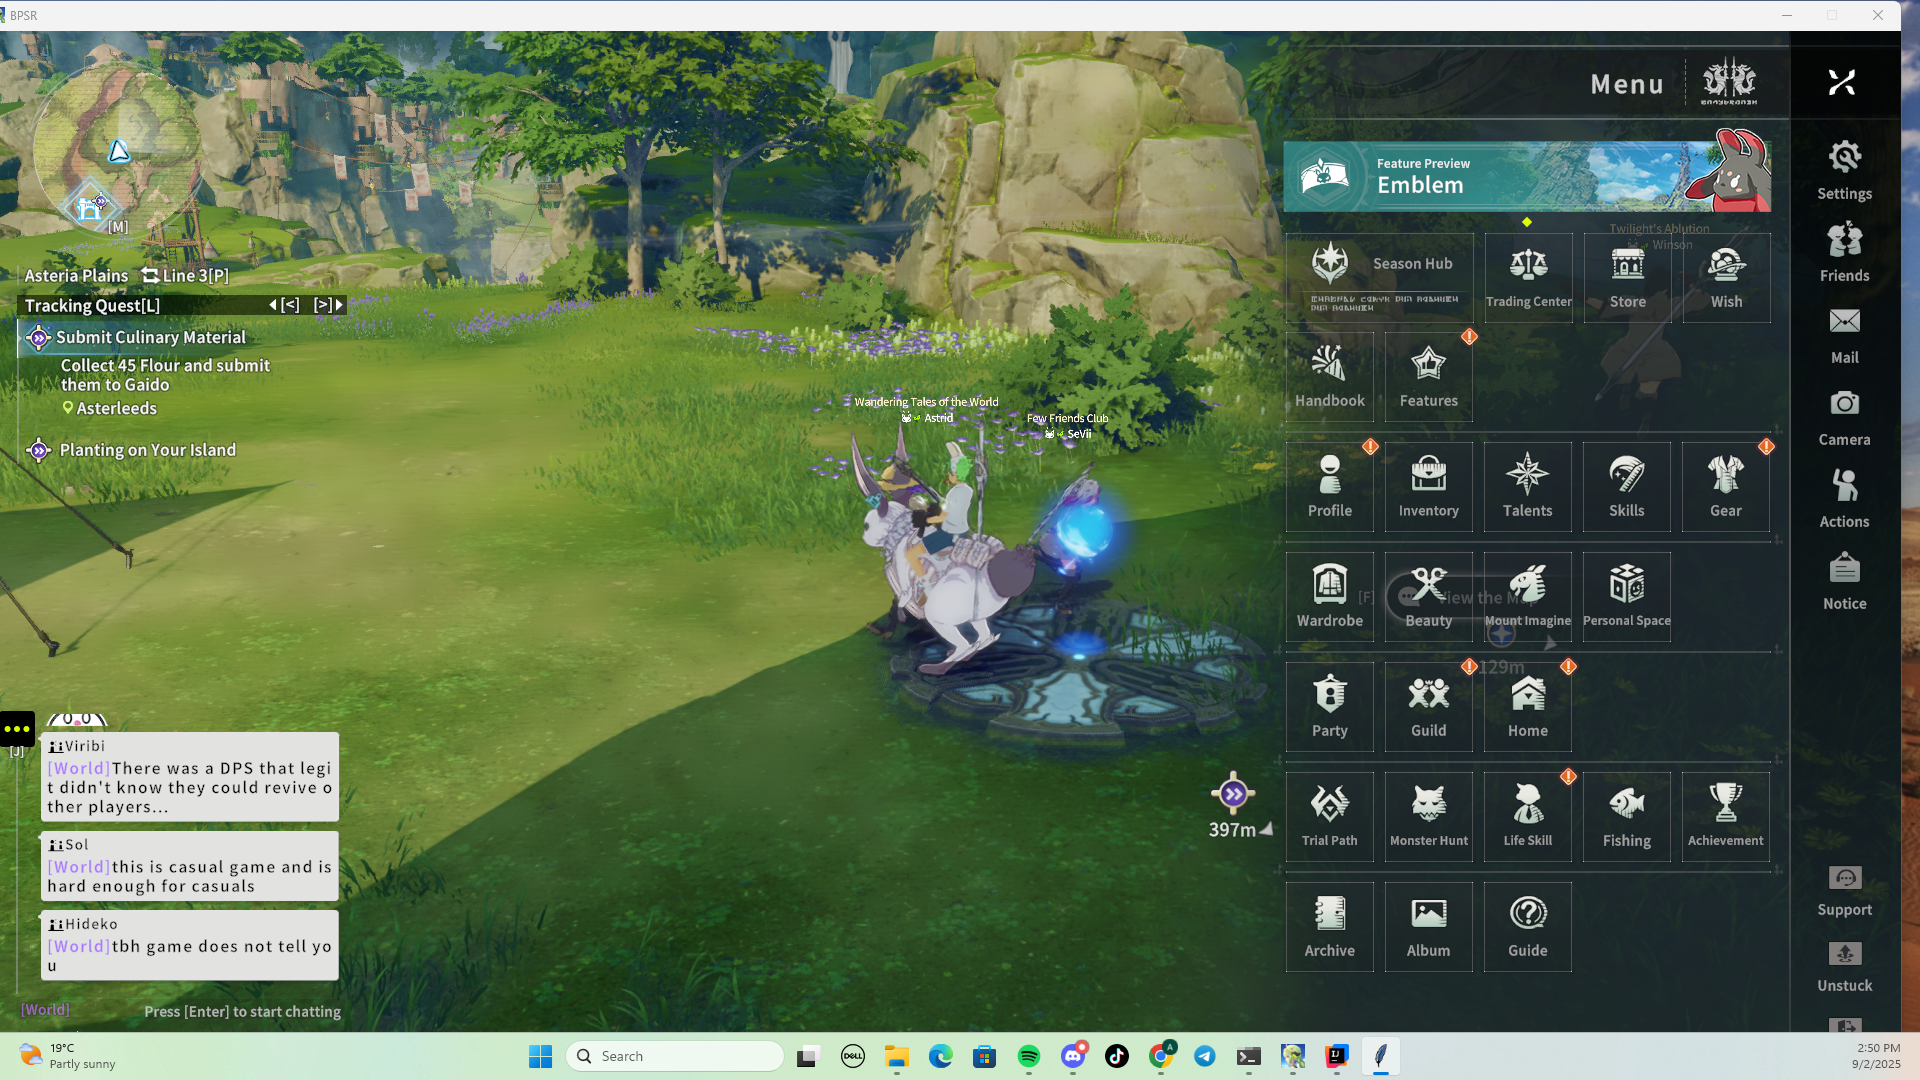 BPSR
Menu
Feature Preview
Emblem
Twilight's Ablution
Winson
[M]
Asteria Plains Line 3[P]
Tracking Quest[L] [<] [>]
Submit Culinary Material
Collect 45 Flour and submit
them to Gaido
Asterleeds
Planting on Your Island
Wandering Tales of the World
Astrid
Few Friends Club
SeVii
Season Hub
Trading Center
Store
Wish
Handbook
Features
Profile
Inventory
Talents
Skills
Gear
[F] View the Map
Wardrobe
Beauty
Mount Imagine
Personal Space
129m
Party
Guild
Home
397m
Trial Path
Monster Hunt
Life Skill
Fishing
Achievement
Archive
Album
Guide
Settings
Friends
Mail
Camera
Actions
Notice
Support
Unstuck
[J]
Viribi
[World]There was a DPS that legi
t didn't know they could revive o
ther players...
Sol
[World]this is casual game and is
hard enough for casuals
Hideko
[World]tbh game does not tell yo
u
[World] Press [Enter] to start chatting
19°C
Partly sunny
Search
DELL
2:50 PM
9/2/2025